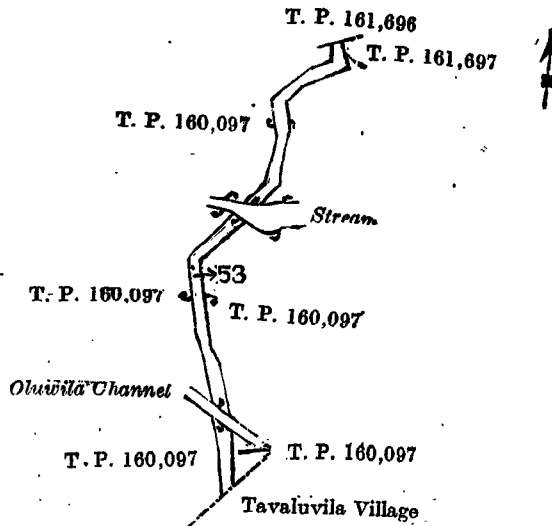 T. P. 161,696
T. P. 161,697
T. P. 160,097
Stream
53
T. P. 160,097
T. P. 160,097
Oluwila Channel
T. P. 160,097
T. P. 160,097
Tavaluvila Village